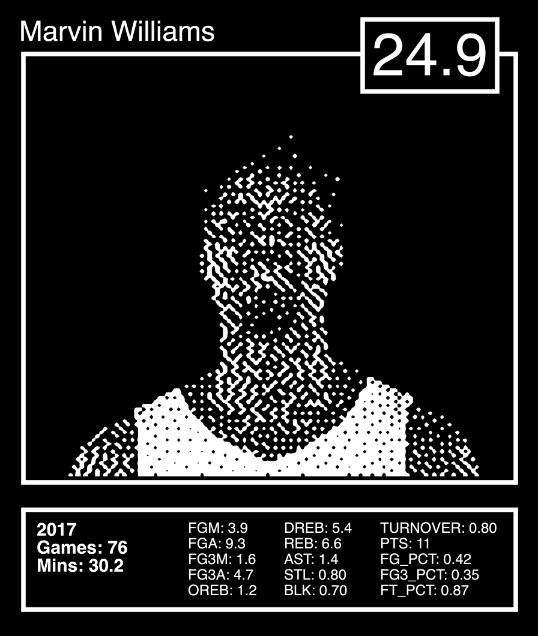 Marvin Williams
24.9
2017
Games: 76
Mins: 30.2
FGM: 3.9
FGA: 9.3
FG3M: 1.6
FG3A: 4.7
OREB: 1.2
DREB: 5.4
REB: 6.6
AST: 1.4
STL: 0.80
BLK: 0.70
TURNOVER: 0.80
PTS: 11
FG_PCT: 0.42
FG3_PCT: 0.35
FT_PCT: 0.87